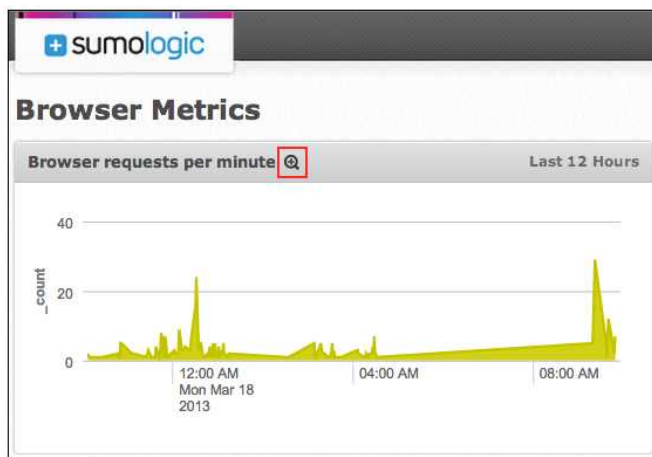 sumologic
Browser Metrics
Browser requests per minute
Last 12 Hours
40
20
0
_count
12:00 AM
Mon Mar 18
2013
04:00 AM
08:00 AM